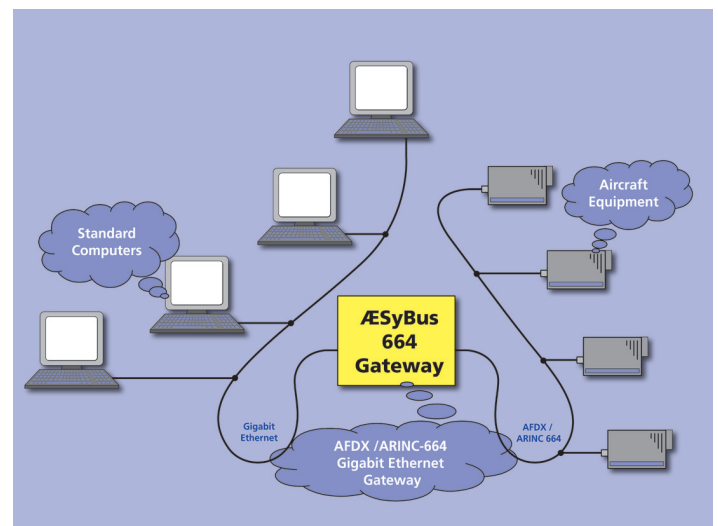 Standard
Computers
Aircraft
Equipment
ÆSyBus
664
Gateway
Gigabit
Ethernet
AFDX /
ARINC 664
AFDX /ARINC-664
Gigabit Ethernet
Gateway